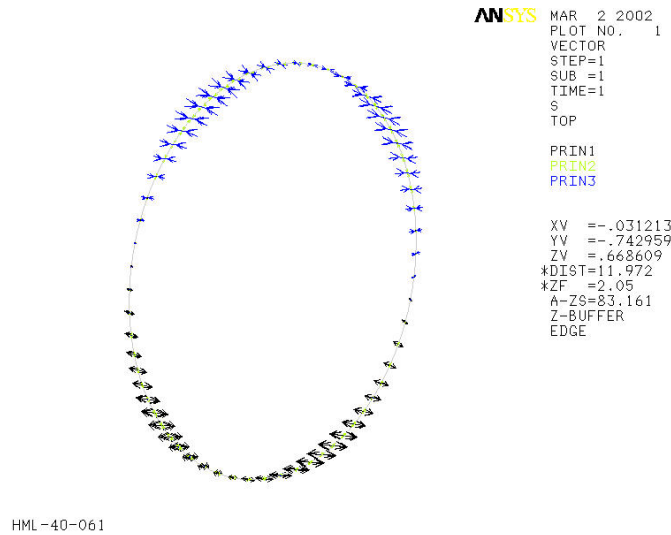 ANSYS
MAR  2 2002
PLOT NO.   1
VECTOR
STEP=1
SUB =1
TIME=1
S
TOP
PRIN1
PRIN2
PRIN3
XV  =-.031213
YV  =-.742959
ZV  =.668609
*DIST=11.972
*ZF  =2.05
A-ZS=83.161
Z-BUFFER
EDGE
HML-40-061